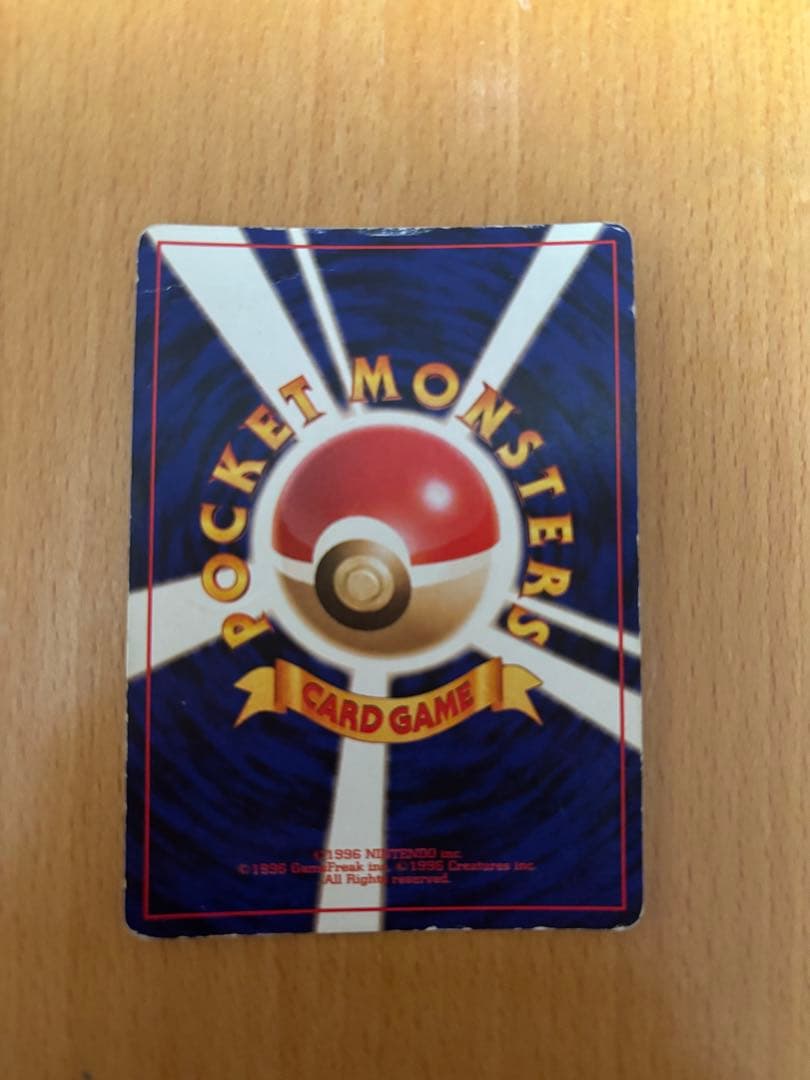 POCKET MONSTERS
CARD GAME
©1996 NINTENDO inc.
©1996 GameFreak inc. ©1996 Creatures inc.
All Rights reserved.